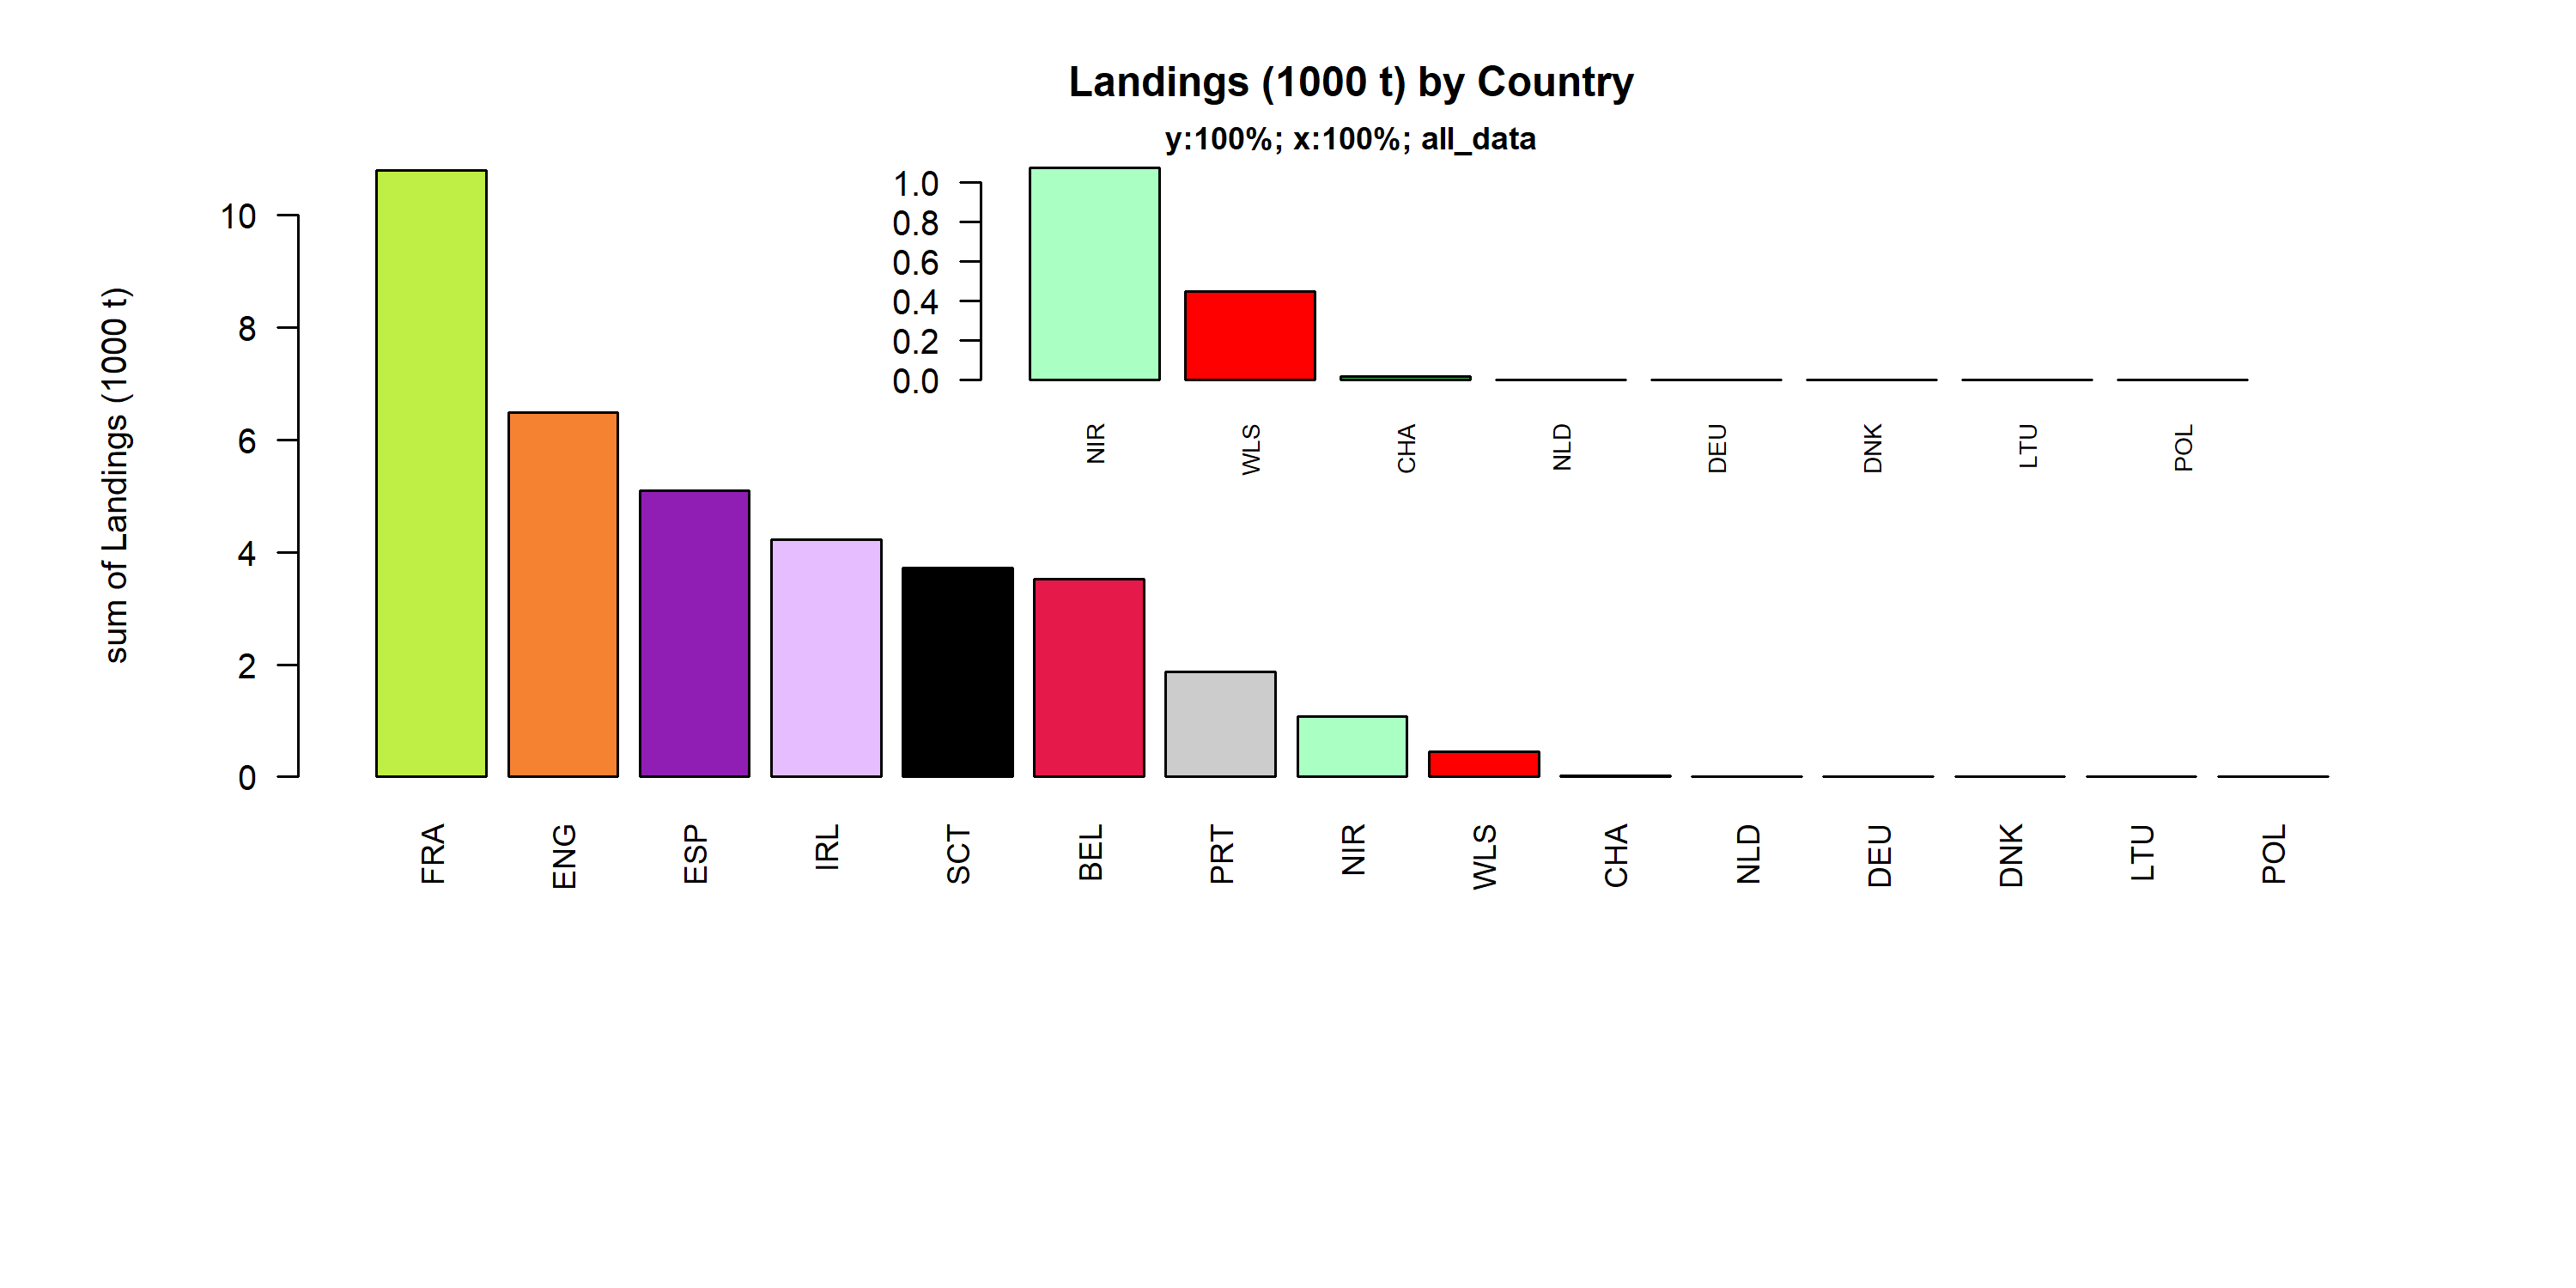 Landings (1000 t) by Country
y:100%; x:100%; all_data
sum of Landings (1000 t)
10
8
6
4
2
0
1.0
0.8
0.6
0.4
0.2
0.0
NIR WLS CHA NLD DEU DNK LTU POL
FRA ENG ESP IRL SCT BEL PRT NIR WLS CHA NLD DEU DNK LTU POL